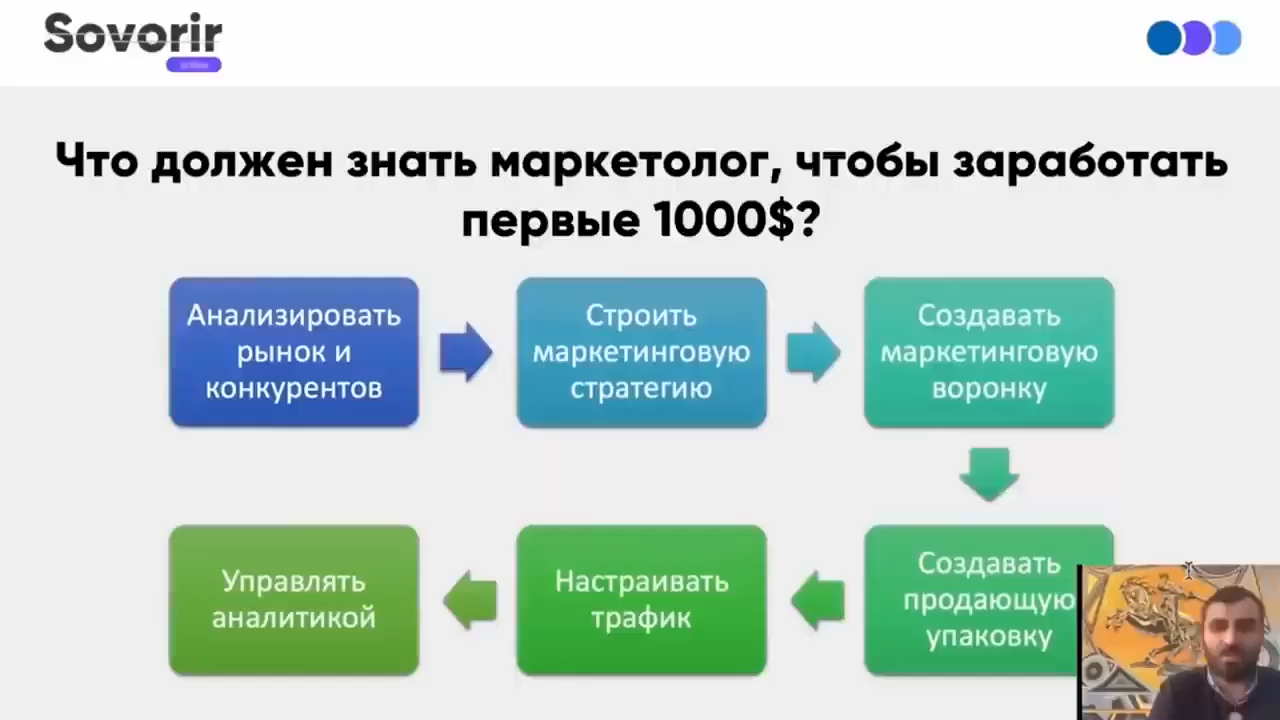 Sovorir
Что должен знать маркетолог, чтобы заработать
первые 1000$?
Анализировать
рынок и
конкурентов
Строить
маркетинговую
стратегию
Создавать
маркетинговую
воронку
Создавать
продающую
упаковку
Настраивать
трафик
Управлять
аналитикой